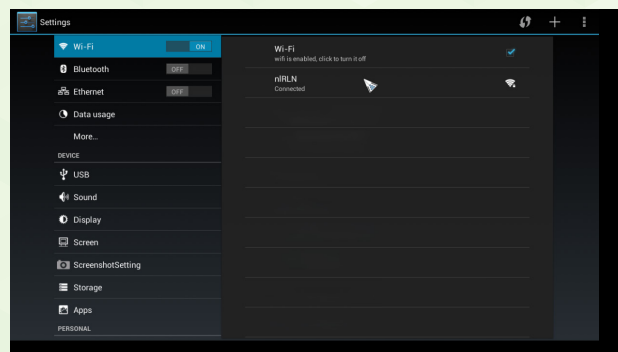 Settings
Wi-Fi
ON
Bluetooth
OFF
Ethernet
OFF
Data usage
More...
DEVICE
USB
Sound
Display
Screen
ScreenshotSetting
Storage
Apps
PERSONAL
Wi-Fi
wifi is enabled, click to turn it off
nIRLN
Connected